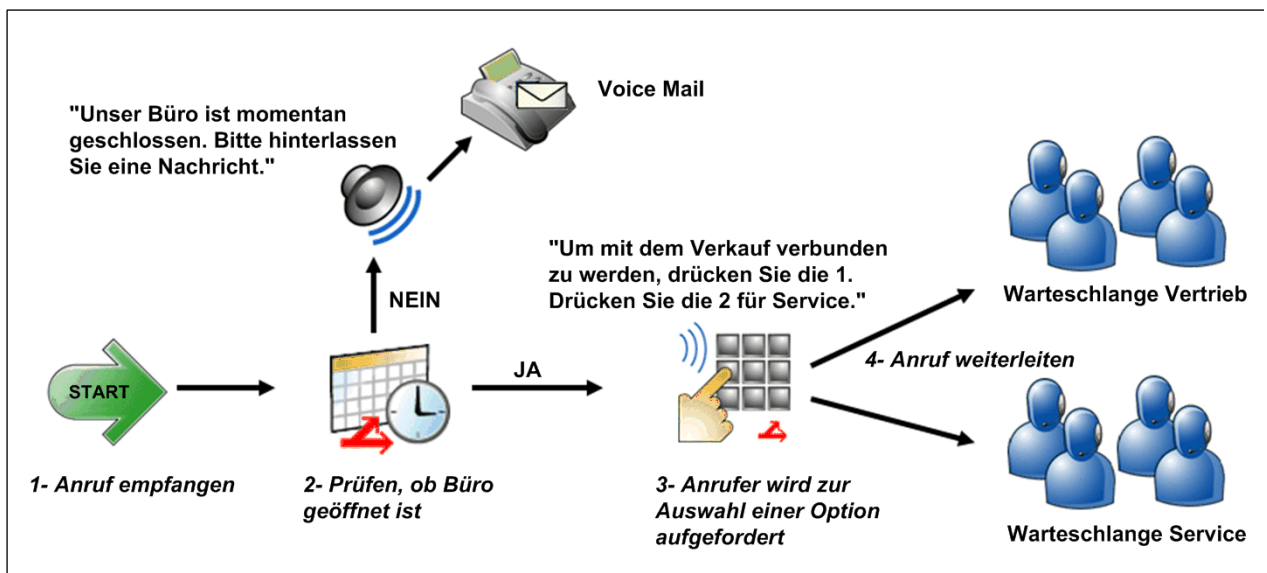 Voice Mail
"Unser Büro ist momentan
geschlossen. Bitte hinterlassen
Sie eine Nachricht."
"Um mit dem Verkauf verbunden
zu werden, drücken Sie die 1.
Drücken Sie die 2 für Service."
NEIN
Warteschlange Vertrieb
START
JA
4- Anruf weiterleiten
1- Anruf empfangen
2- Prüfen, ob Büro
geöffnet ist
3- Anrufer wird zur
Auswahl einer Option
aufgefordert
Warteschlange Service